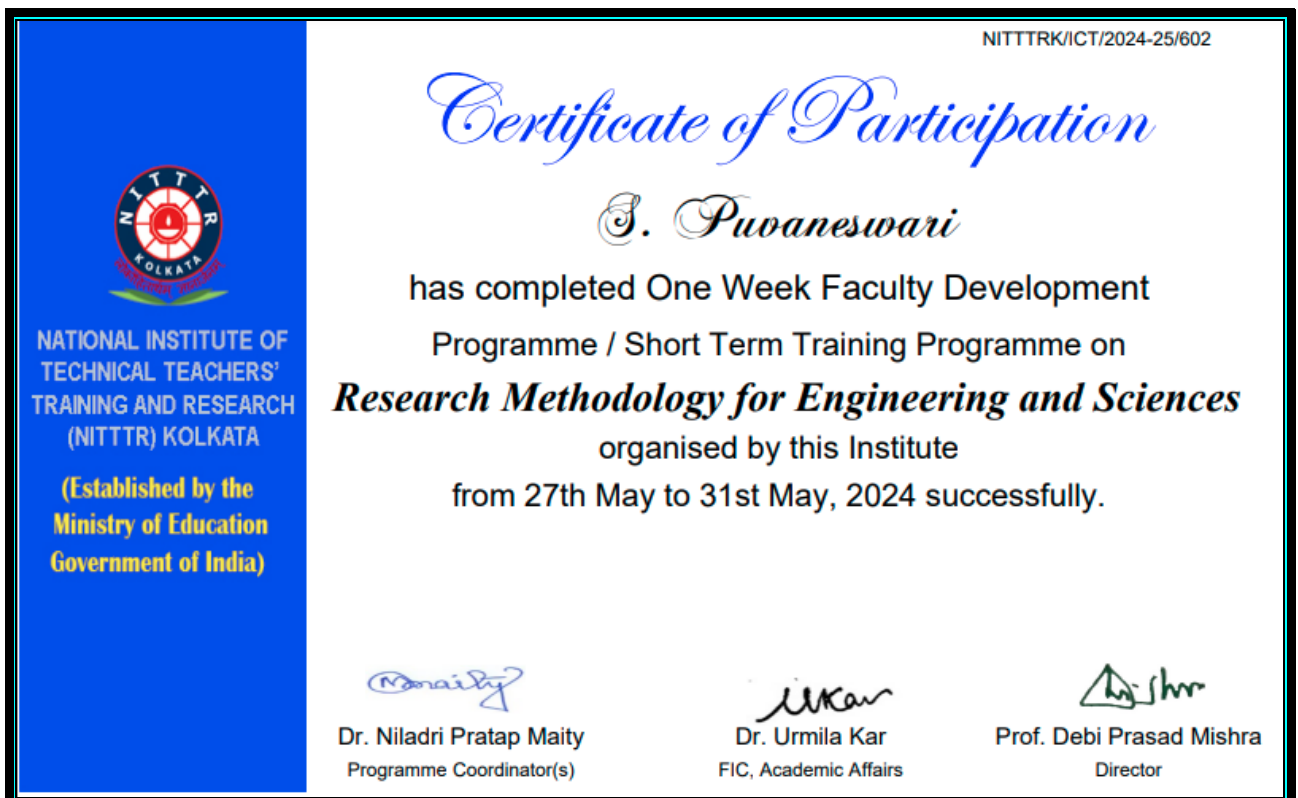 NITTTRK/ICT/2024-25/602
Certificate of Participation
S. Puvaneswari
has completed One Week Faculty Development
Programme / Short Term Training Programme on
Research Methodology for Engineering and Sciences
organised by this Institute
from 27th May to 31st May, 2024 successfully.
NITTTR
KOLKATA
NATIONAL INSTITUTE OF
TECHNICAL TEACHERS'
TRAINING AND RESEARCH
(NITTTR) KOLKATA
(Established by the
Ministry of Education
Government of India)
Dr. Niladri Pratap Maity
Programme Coordinator(s)
Dr. Urmila Kar
FIC, Academic Affairs
Prof. Debi Prasad Mishra
Director